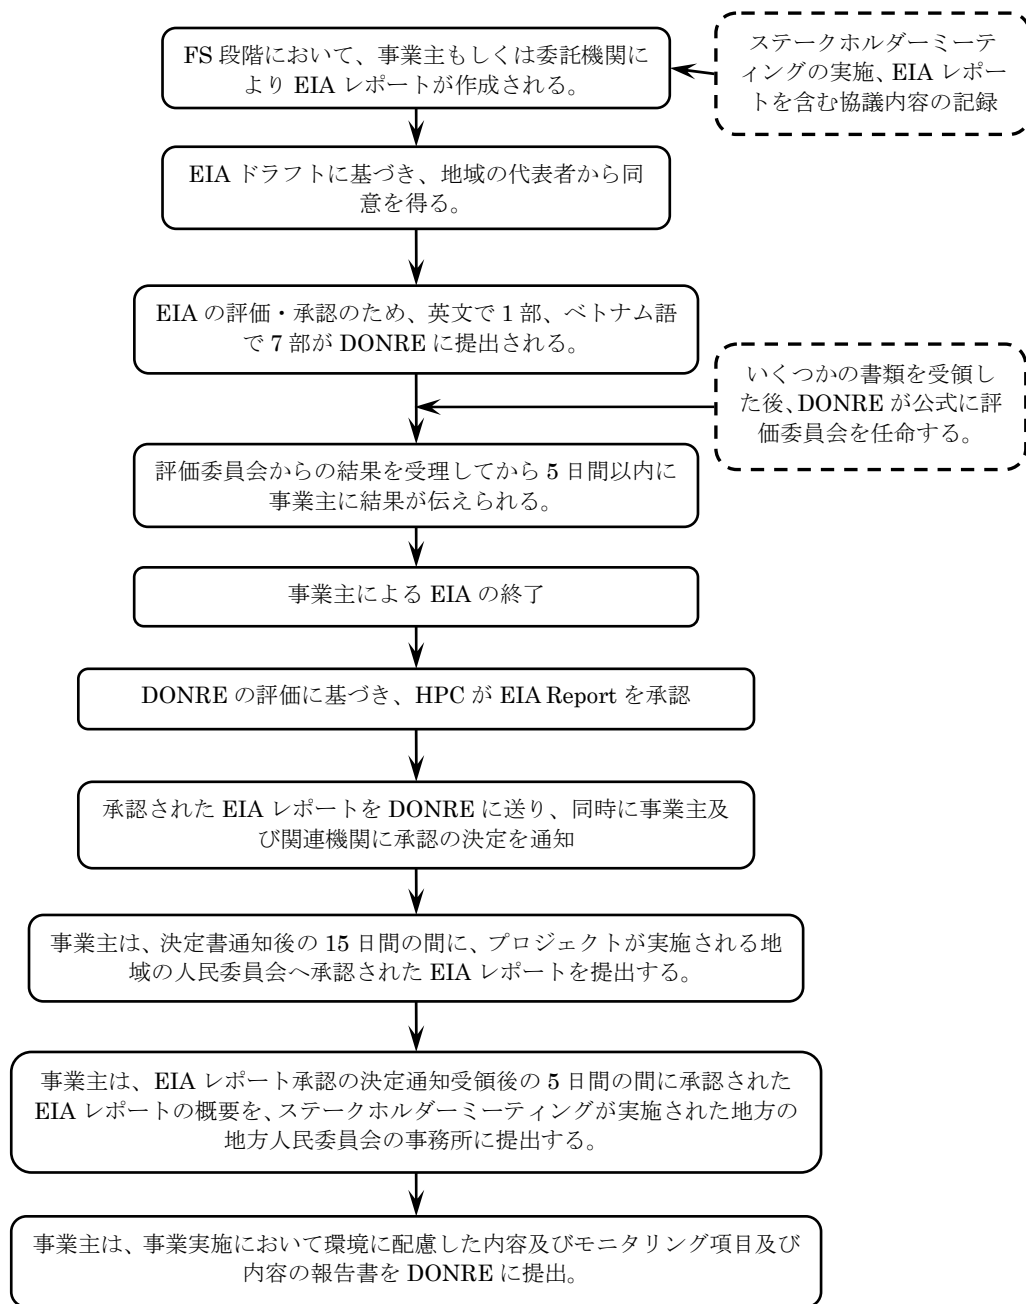 FS 段階において、事業主もしくは委託機関に
より EIA レポートが作成される。
ステークホルダーミーテ
ィングの実施、EIA レポー
トを含む協議内容の記録
EIA ドラフトに基づき、地域の代表者から同
意を得る。
EIA の評価・承認のため、英文で 1 部、ベトナム語
で 7 部が DONRE に提出される。
いくつかの書類を受領し
た後、DONRE が公式に評
価委員会を任命する。
評価委員会からの結果を受理してから 5 日間以内に
事業主に結果が伝えられる。
事業主による EIA の終了
DONRE の評価に基づき、HPC が EIA Report を承認
承認された EIA レポートを DONRE に送り、同時に事業主及
び関連機関に承認の決定を通知
事業主は、決定書通知後の 15 日間の間に、プロジェクトが実施される地
域の人民委員会へ承認された EIA レポートを提出する。
事業主は、EIA レポート承認の決定通知受領後の 5 日間の間に承認された
EIA レポートの概要を、ステークホルダーミーティングが実施された地方の
地方人民委員会の事務所に提出する。
事業主は、事業実施において環境に配慮した内容及びモニタリング項目及び
内容の報告書を DONRE に提出。